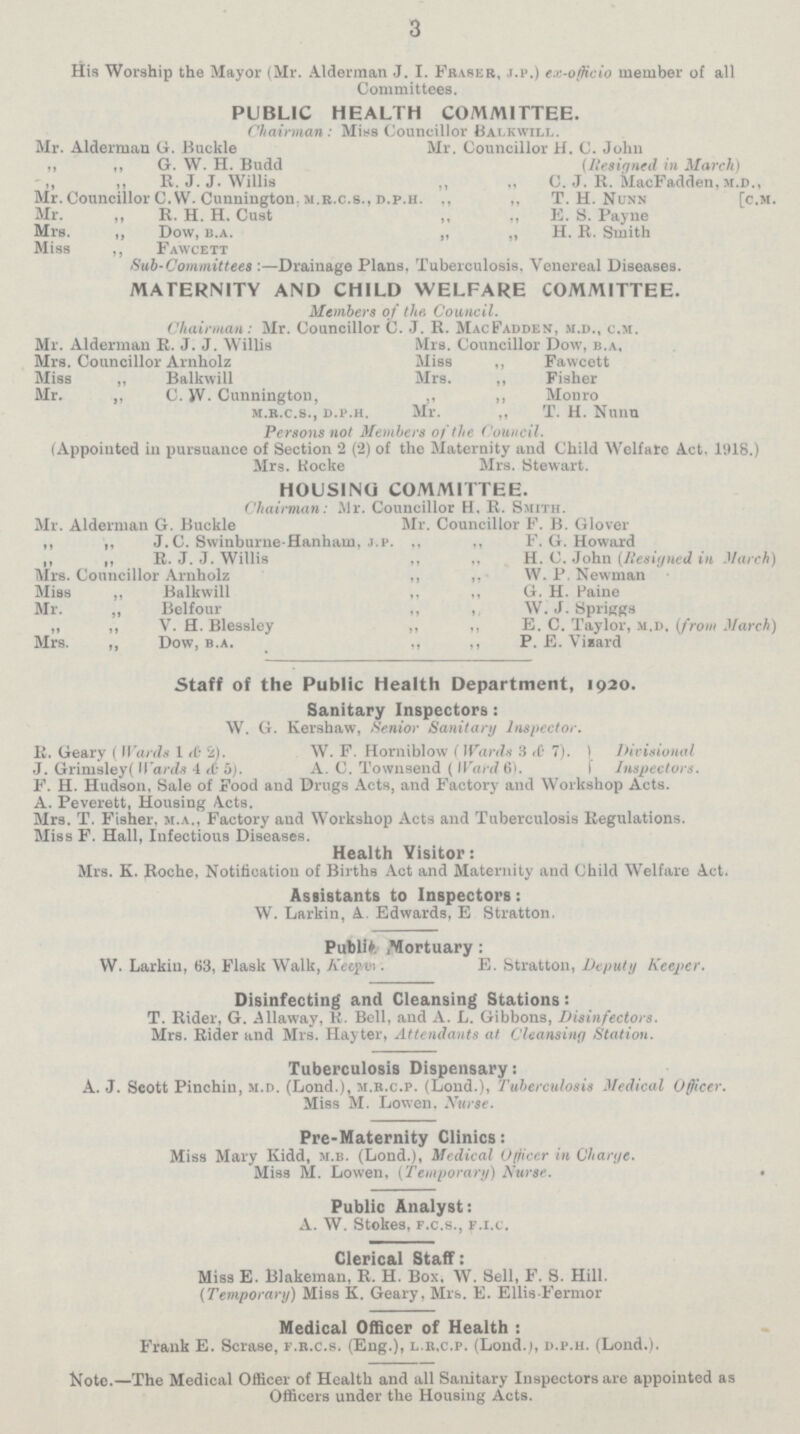 3
His Worship the Mayor (Mr. Alderman J. I. FRASER, J.P.) ex-officio member of all
Committees.
PUBLIC HEALTH COMMITTEE.
Chairman: Miss Councillor BALKWILL.
Mr. Alderman G. Buckle Mr. Councillor H. C. John
,, ,, G. W. H. Budd (Resigned in March)
,, ,, R. J. J. Willis ,, ,, C. J. R. MacFadden, M.D.,
Mr. Councillor C.W. Cunnington, M.R.C.S., D.P.H. ,, ,, T. H. NUNN [C.M.
Mr. ,, R. H. H. Cust ,, ,, E. S. Payne
Mrs. ,, Dow, B.A. ,, ,, H. R. Smith
Miss ,, FAWCETT
Sub-Committees:—Drainage Plans, Tuberculosis, Venereal Diseases.
MATERNITY AND CHILD WELFARE COMMITTEE.
Members of the Council.
Chairman: Mr. Councillor C. J. R. MACFADDEN, M.D., C.M.
Mr. Alderman R. J. J. Willis Mrs. Councillor Dow, B.A,
Mrs. Councillor Arnholz Miss ,, Fawcett
Miss ,, Balkwill Mrs. ,, Fisher
Mr. ,, C. W. Cunnington, ,, ,, Monro
M.R.C.S., D.P.H. Mr. ,, T. H. Nunn
Persons not Members of the Council.
(Appointed in pursuance of Section 2 (2) of the Maternity and Child Welfare Act, 1918.)
Mrs. Rocke Mrs. Stewart.
HOUSING COMMITTEE.
Chairman: Mr. Councillor H. R. SMITH.
Mr. Alderman G. Buckle Mr. Councillor F. B. Glover
,, ,, J. C. Swinburne-Hanham, J.P. ,, ,, F. G. Howard
,, ,, R. J. J. Willis ,, ,, H. C. John (Resigned in March)
Mrs. Councillor Arnholz ,, ,, W. P. Newman
Miss ,, Balkwill ,, ,, G. H. Paine
Mr. ,, Belfour ,, , W. J. Spriggs
,, ,, V. H. Blessley ,, ,, E. C. Taylor, M.D. (from March)
Mrs. ,, Dow, B.A. ,, ,, P. E. Vizard
Staff of the Public Health Department, 1920.
Sanitary Inspectors:
W. G. Kershaw, Senior Sanitary Inspector.
R. Geary (Wards 1 & 2). W. F. Horniblow (Wards 3 & 7). } Divisional
J. Grimsley (Wards 4 & 5). A. C. Townsend (Ward 6). } Inspectors.
F. H. Hudson, Sale of Food and Drugs Acts, and Factory and Workshop Acts.
A. Peverett, Housing Acts.
Mrs. T. Fisher, M.A., Factory and Workshop Acts and Tuberculosis Regulations.
Miss F. Hall, Infectious Diseases.
Health Visitor:
Mrs. K. Roche, Notification of Births Act and Maternity and Child Welfare Act.
Assistants to Inspectors:
W. Larkin, A. Edwards, E Stratton.
Public Mortuary:
W. Larkin, 63, Flask Walk, Keeper. E. Stratton, Deputy Keeper.
Disinfecting and Cleansing Stations:
T. Rider, G. Allaway, R. Bell, and A. L. Gibbons, Disinfectors.
Mrs. Rider and Mrs. Hayter, Attendants at Cleansing Station.
Tuberculosis Dispensary:
A. J. Scott Pinchin, M.D. (Lond.), M.R.C.P. (Lond.), Tuberculosis Medical Officer.
Miss M. Lowen, Nurse.
Pre-Maternity Clinics:
Miss Mary Kidd, M.B. (Lond.), Medical Officer in Charge.
Miss M. Lowen, (Temporary) Nurse.
Public Analyst:
A. W. Stokes, F.C.S., F.I.C.
Clerical Staff:
Miss E. Blakeman, R. H. Box, W. Sell, F. S. Hill.
(Temporary) Miss K. Geary, Mrs. E. Ellis-Fermor
Medical Officer of Health:
Frank E. Scrase, F.R.C.S. (Eng.), L.R.C.P. (Lond.), D.P.H. (Lond.).
Note.—The Medical Officer of Health and all Sanitary Inspectors are appointed as
Officers under the Housing Acts.